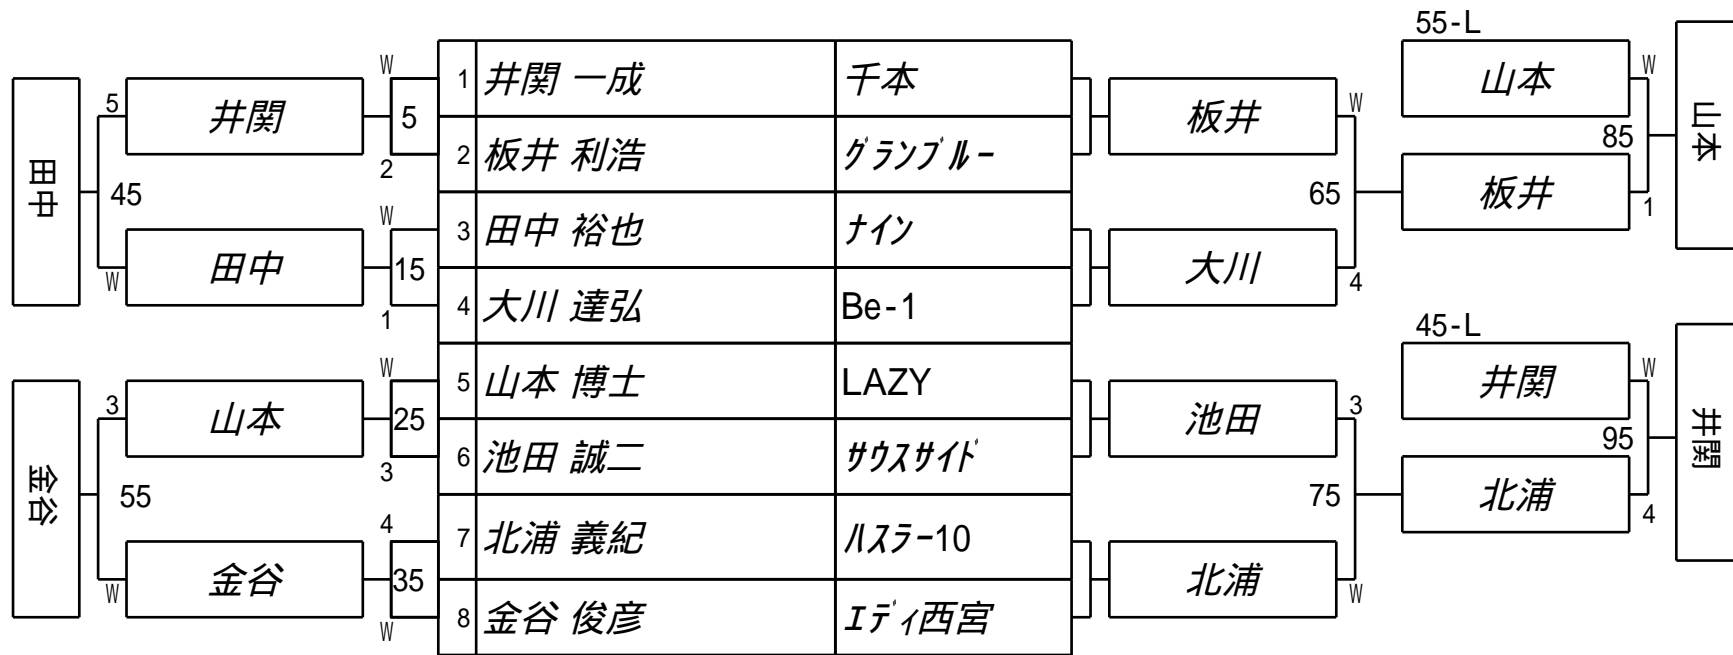 55-L
W
1 井関 一成 千本
山本
W
5
井関
5
板井
W
85
山本
2
2 板井 利浩 グランブルー
田中
45
W
3 田中 裕也 ナイン
65
板井
1
W
田中
15
大川
4
1
4 大川 達弘 Be-1
45-L
W
5 山本 博士 LAZY
井関
W
3
山本
25
池田
3
95
井関
3
6 池田 誠二 サウスサイド
金谷
55
4
7 北浦 義紀 ハスラー10
75
北浦
4
W
金谷
35
北浦
W
W
8 金谷 俊彦 エディ西宮